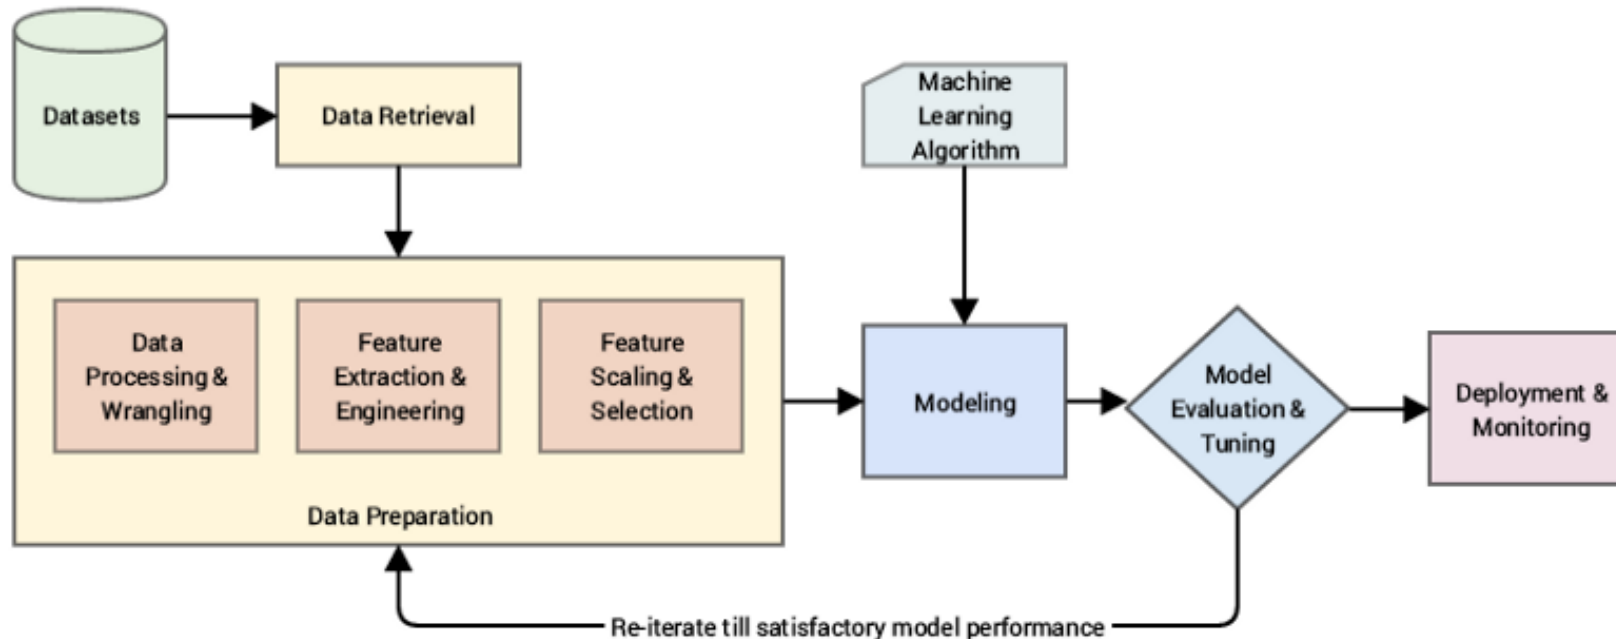 Datasets
Data Retrieval
Machine
Learning
Algorithm
Data
Processing &
Wrangling
Feature
Extraction &
Engineering
Feature
Scaling &
Selection
Data Preparation
Modeling
Model
Evaluation &
Tuning
Deployment &
Monitoring
Re-iterate till satisfactory model performance